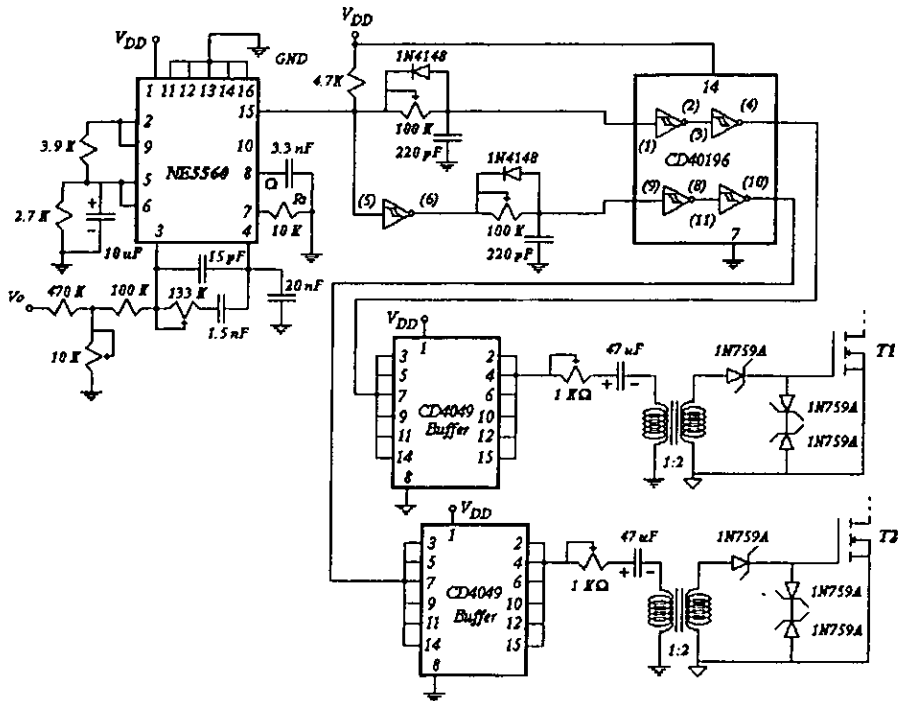 V_DD
GND
1 11 12 13 14 16
2
9
5
6
3
4
15
10
8
7
NE5560
3.9 K
2.7 K
10 uF
3.3 nF
10 K
15 pF
133 K
1.5 nF
20 nF
Vo
470 K
100 K
10 K
V_DD
4.7K
1N4148
100 K
220 pF
(5)
(6)
1N4148
100 K
220 pF
14
(1)
(2)
(3)
(4)
CD40196
(9)
(8)
(11)
(10)
7
V_DD
1
3
5
7
9
11
14
8
2
4
6
10
12
15
CD4049
Buffer
1 KΩ
47 uF
+ -
1:2
1N759A
1N759A
1N759A
T1
V_DD
1
3
5
7
9
11
14
8
2
4
6
10
12
15
CD4049
Buffer
1 KΩ
47 uF
+ -
1:2
1N759A
1N759A
1N759A
T2